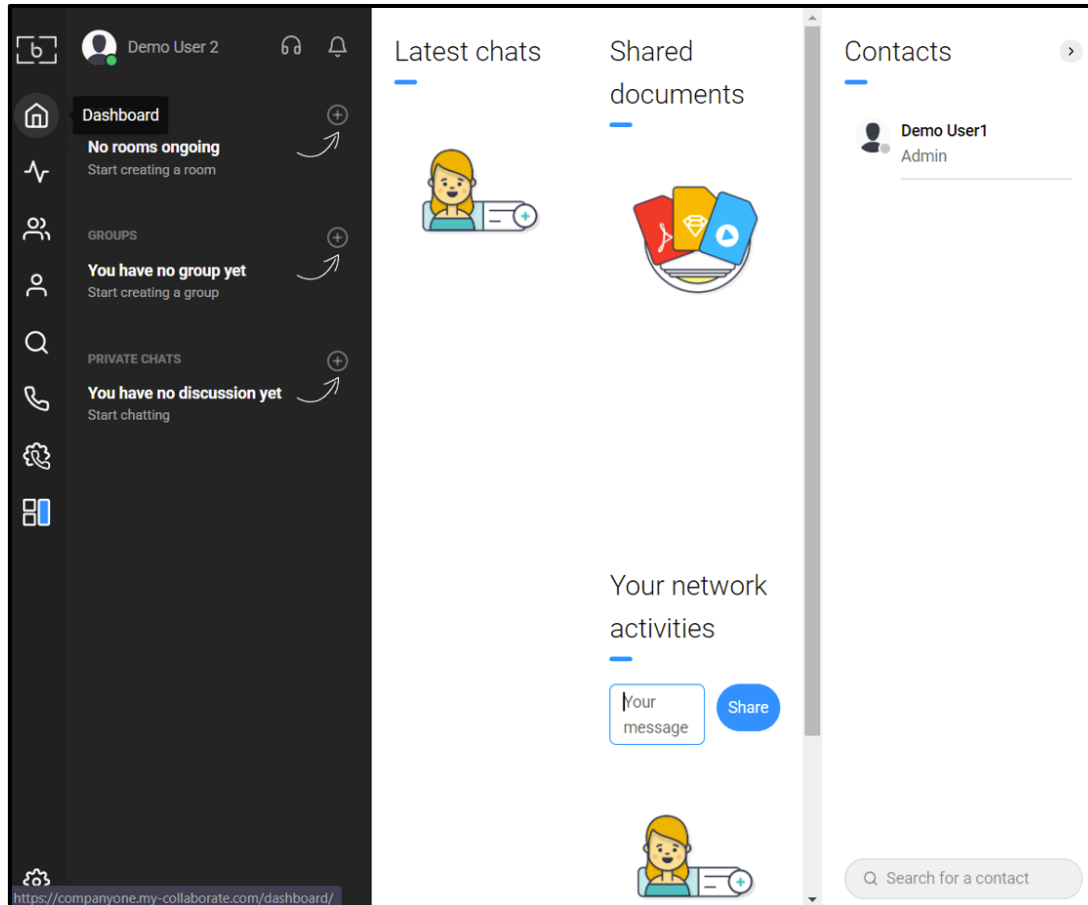 b
Demo User 2
Dashboard
No rooms ongoing
Start creating a room
GROUPS
You have no group yet
Start creating a group
PRIVATE CHATS
You have no discussion yet
Start chatting
https://companyone.my-collaborate.com/dashboard/
Latest chats
Shared
documents
Your network
activities
Your
message
Share
Contacts
Demo User1
Admin
Search for a contact